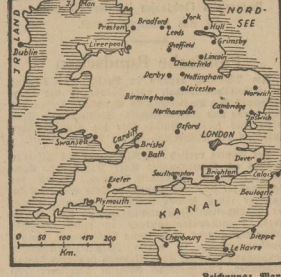 J. Man
NORD-
SEE
IRLAND
Dublin
Preston
Bradford
York
Leeds
Hull
Liverpool
Sheffield
Grimsby
Lincoln
Chesterfield
Derby
Nottingham
Leicester
Norwich
Birmingham
Northampton
Cambridge
Ipswich
Oxford
Swansea
Cardiff
LONDON
Bristol
Bath
Dover
Southampton
Brighton
Calais
Exeter
Boulogne
Plymouth
KANAL
0 50 100 150 200
Km.
Cherbourg
Dieppe
Le Havre